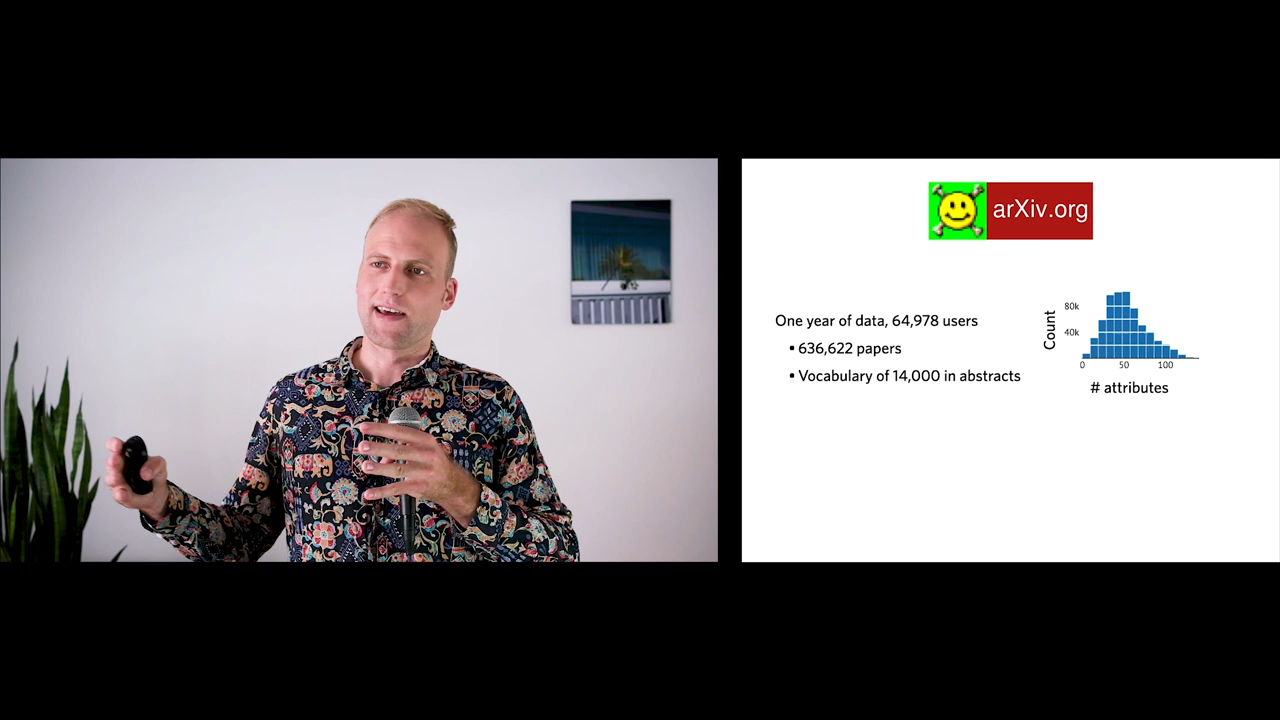 arXiv.org
One year of data, 64,978 users
• 636,622 papers
• Vocabulary of 14,000 in abstracts
Count
80k
40k
0 50 100
# attributes